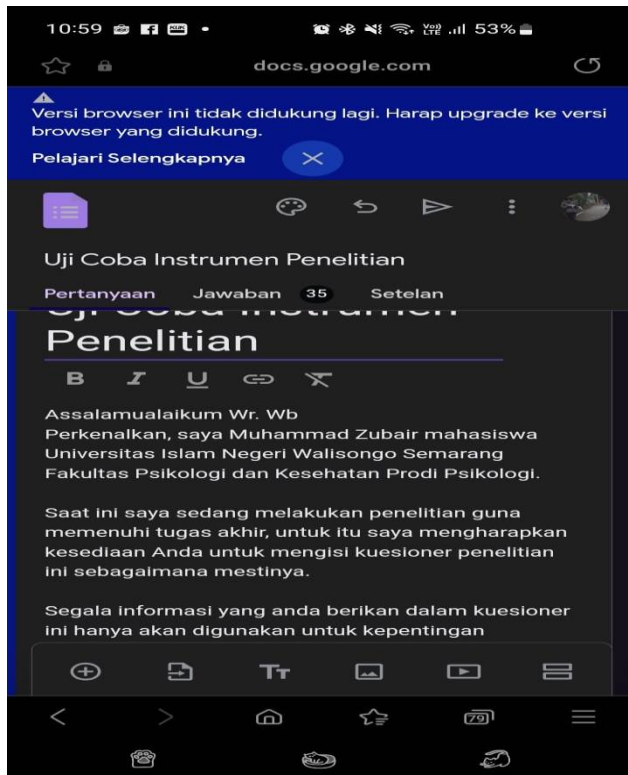 10:59 53%
docs.google.com
Versi browser ini tidak didukung lagi. Harap upgrade ke versi
browser yang didukung.
Pelajari Selengkapnya
Uji Coba Instrumen Penelitian
Pertanyaan Jawaban 35 Setelan
Uji Coba Instrumen
Penelitian
B I U
Assalamualaikum Wr. Wb
Perkenalkan, saya Muhammad Zubair mahasiswa
Universitas Islam Negeri Walisongo Semarang
Fakultas Psikologi dan Kesehatan Prodi Psikologi.
Saat ini saya sedang melakukan penelitian guna
memenuhi tugas akhir, untuk itu saya mengharapkan
kesediaan Anda untuk mengisi kuesioner penelitian
ini sebagaimana mestinya.
Segala informasi yang anda berikan dalam kuesioner
ini hanya akan digunakan untuk kepentingan
Tт
79